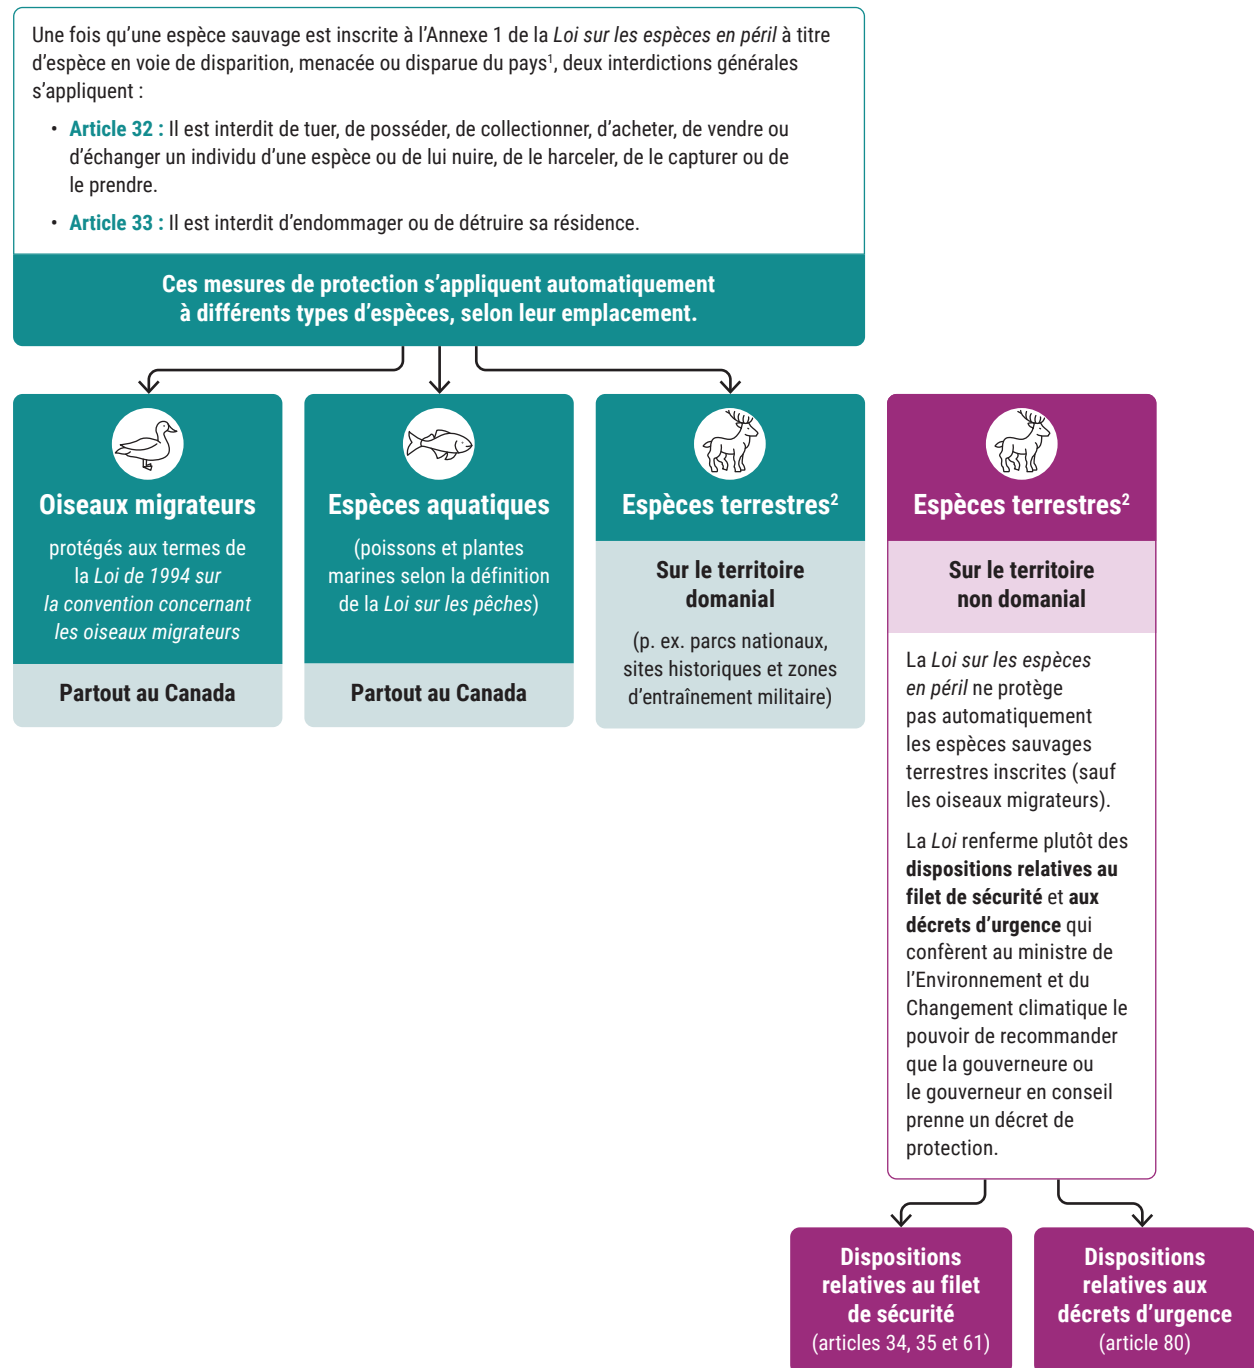 Une fois qu'une espèce sauvage est inscrite à l'Annexe 1 de la Loi sur les espèces en péril à titre
d'espèce en voie de disparition, menacée ou disparue du pays¹, deux interdictions générales
s'appliquent :
• Article 32 : Il est interdit de tuer, de posséder, de collectionner, d'acheter, de vendre ou
d'échanger un individu d'une espèce ou de lui nuire, de le harceler, de le capturer ou de
le prendre.
• Article 33 : Il est interdit d'endommager ou de détruire sa résidence.
Ces mesures de protection s'appliquent automatiquement
à différents types d'espèces, selon leur emplacement.
Oiseaux migrateurs
protégés aux termes de
la Loi de 1994 sur
la convention concernant
les oiseaux migrateurs
Partout au Canada
Espèces aquatiques
(poissons et plantes
marines selon la définition
de la Loi sur les pêches)
Partout au Canada
Espèces terrestres²
Sur le territoire
domanial
(p. ex. parcs nationaux,
sites historiques et zones
d'entraînement militaire)
Espèces terrestres²
Sur le territoire
non domanial
La Loi sur les espèces
en péril ne protège
pas automatiquement
les espèces sauvages
terrestres inscrites (sauf
les oiseaux migrateurs).
La Loi renferme plutôt des
dispositions relatives au
filet de sécurité et aux
décrets d'urgence qui
confèrent au ministre de
l'Environnement et du
Changement climatique le
pouvoir de recommander
que la gouverneure ou
le gouverneur en conseil
prenne un décret de
protection.
Dispositions
relatives au filet
de sécurité
(articles 34, 35 et 61)
Dispositions
relatives aux
décrets d'urgence
(article 80)